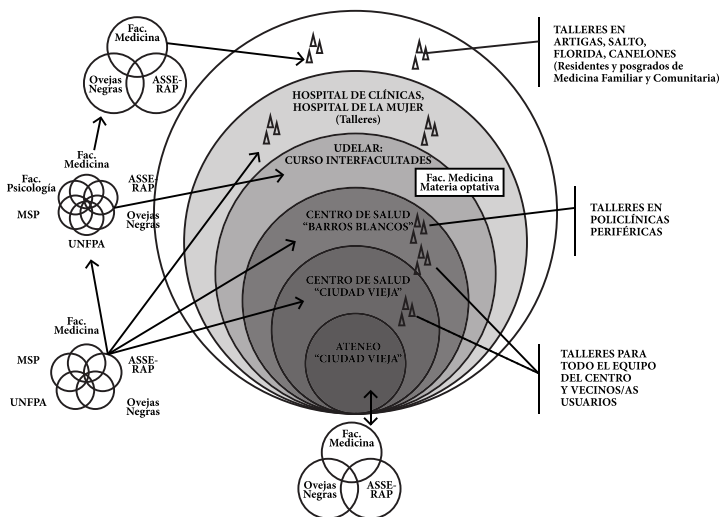 Fac.
Medicina
Ovejas
Negras
ASSE-
RAP
TALLERES EN
ARTIGAS, SALTO,
FLORIDA, CANELONES
(Residentes y posgrados de
Medicina Familiar y Comunitaria)
HOSPITAL DE CLÍNICAS,
HOSPITAL DE LA MUJER
(Talleres)
UDELAR:
CURSO INTERFACULTADES
Fac. Medicina
Materia optativa
Fac.
Medicina
Fac.
Psicología
ASSE-
RAP
MSP
Ovejas
Negras
UNFPA
CENTRO DE SALUD
“BARROS BLANCOS”
TALLERES EN
POLICLÍNICAS
PERIFÉRICAS
CENTRO DE SALUD
“CIUDAD VIEJA”
Fac.
Medicina
MSP
ASSE-
RAP
UNFPA
Ovejas
Negras
ATENEO
“CIUDAD VIEJA”
TALLERES PARA
TODO EL EQUIPO
DEL CENTRO
Y VECINOS/AS
USUARIOS
Fac.
Medicina
Ovejas
Negras
ASSE-
RAP